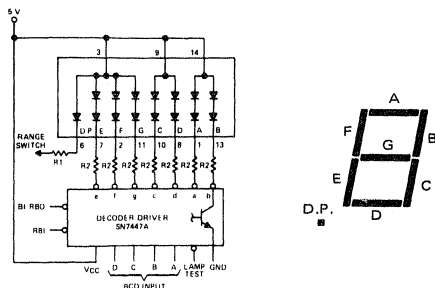 5 V
3 9 14
D P E F G C D A B
6 7 2 11 10 8 1 13
RANGE SWITCH
R1
R2 R2 R2 R2 R2 R2 R2
e f g c d a b
BI RBO
DECODER DRIVER
SN7447A
RBI
VCC D C B A LAMP TEST GND
BCD INPUT
A
F B
G
E C
D.P. D